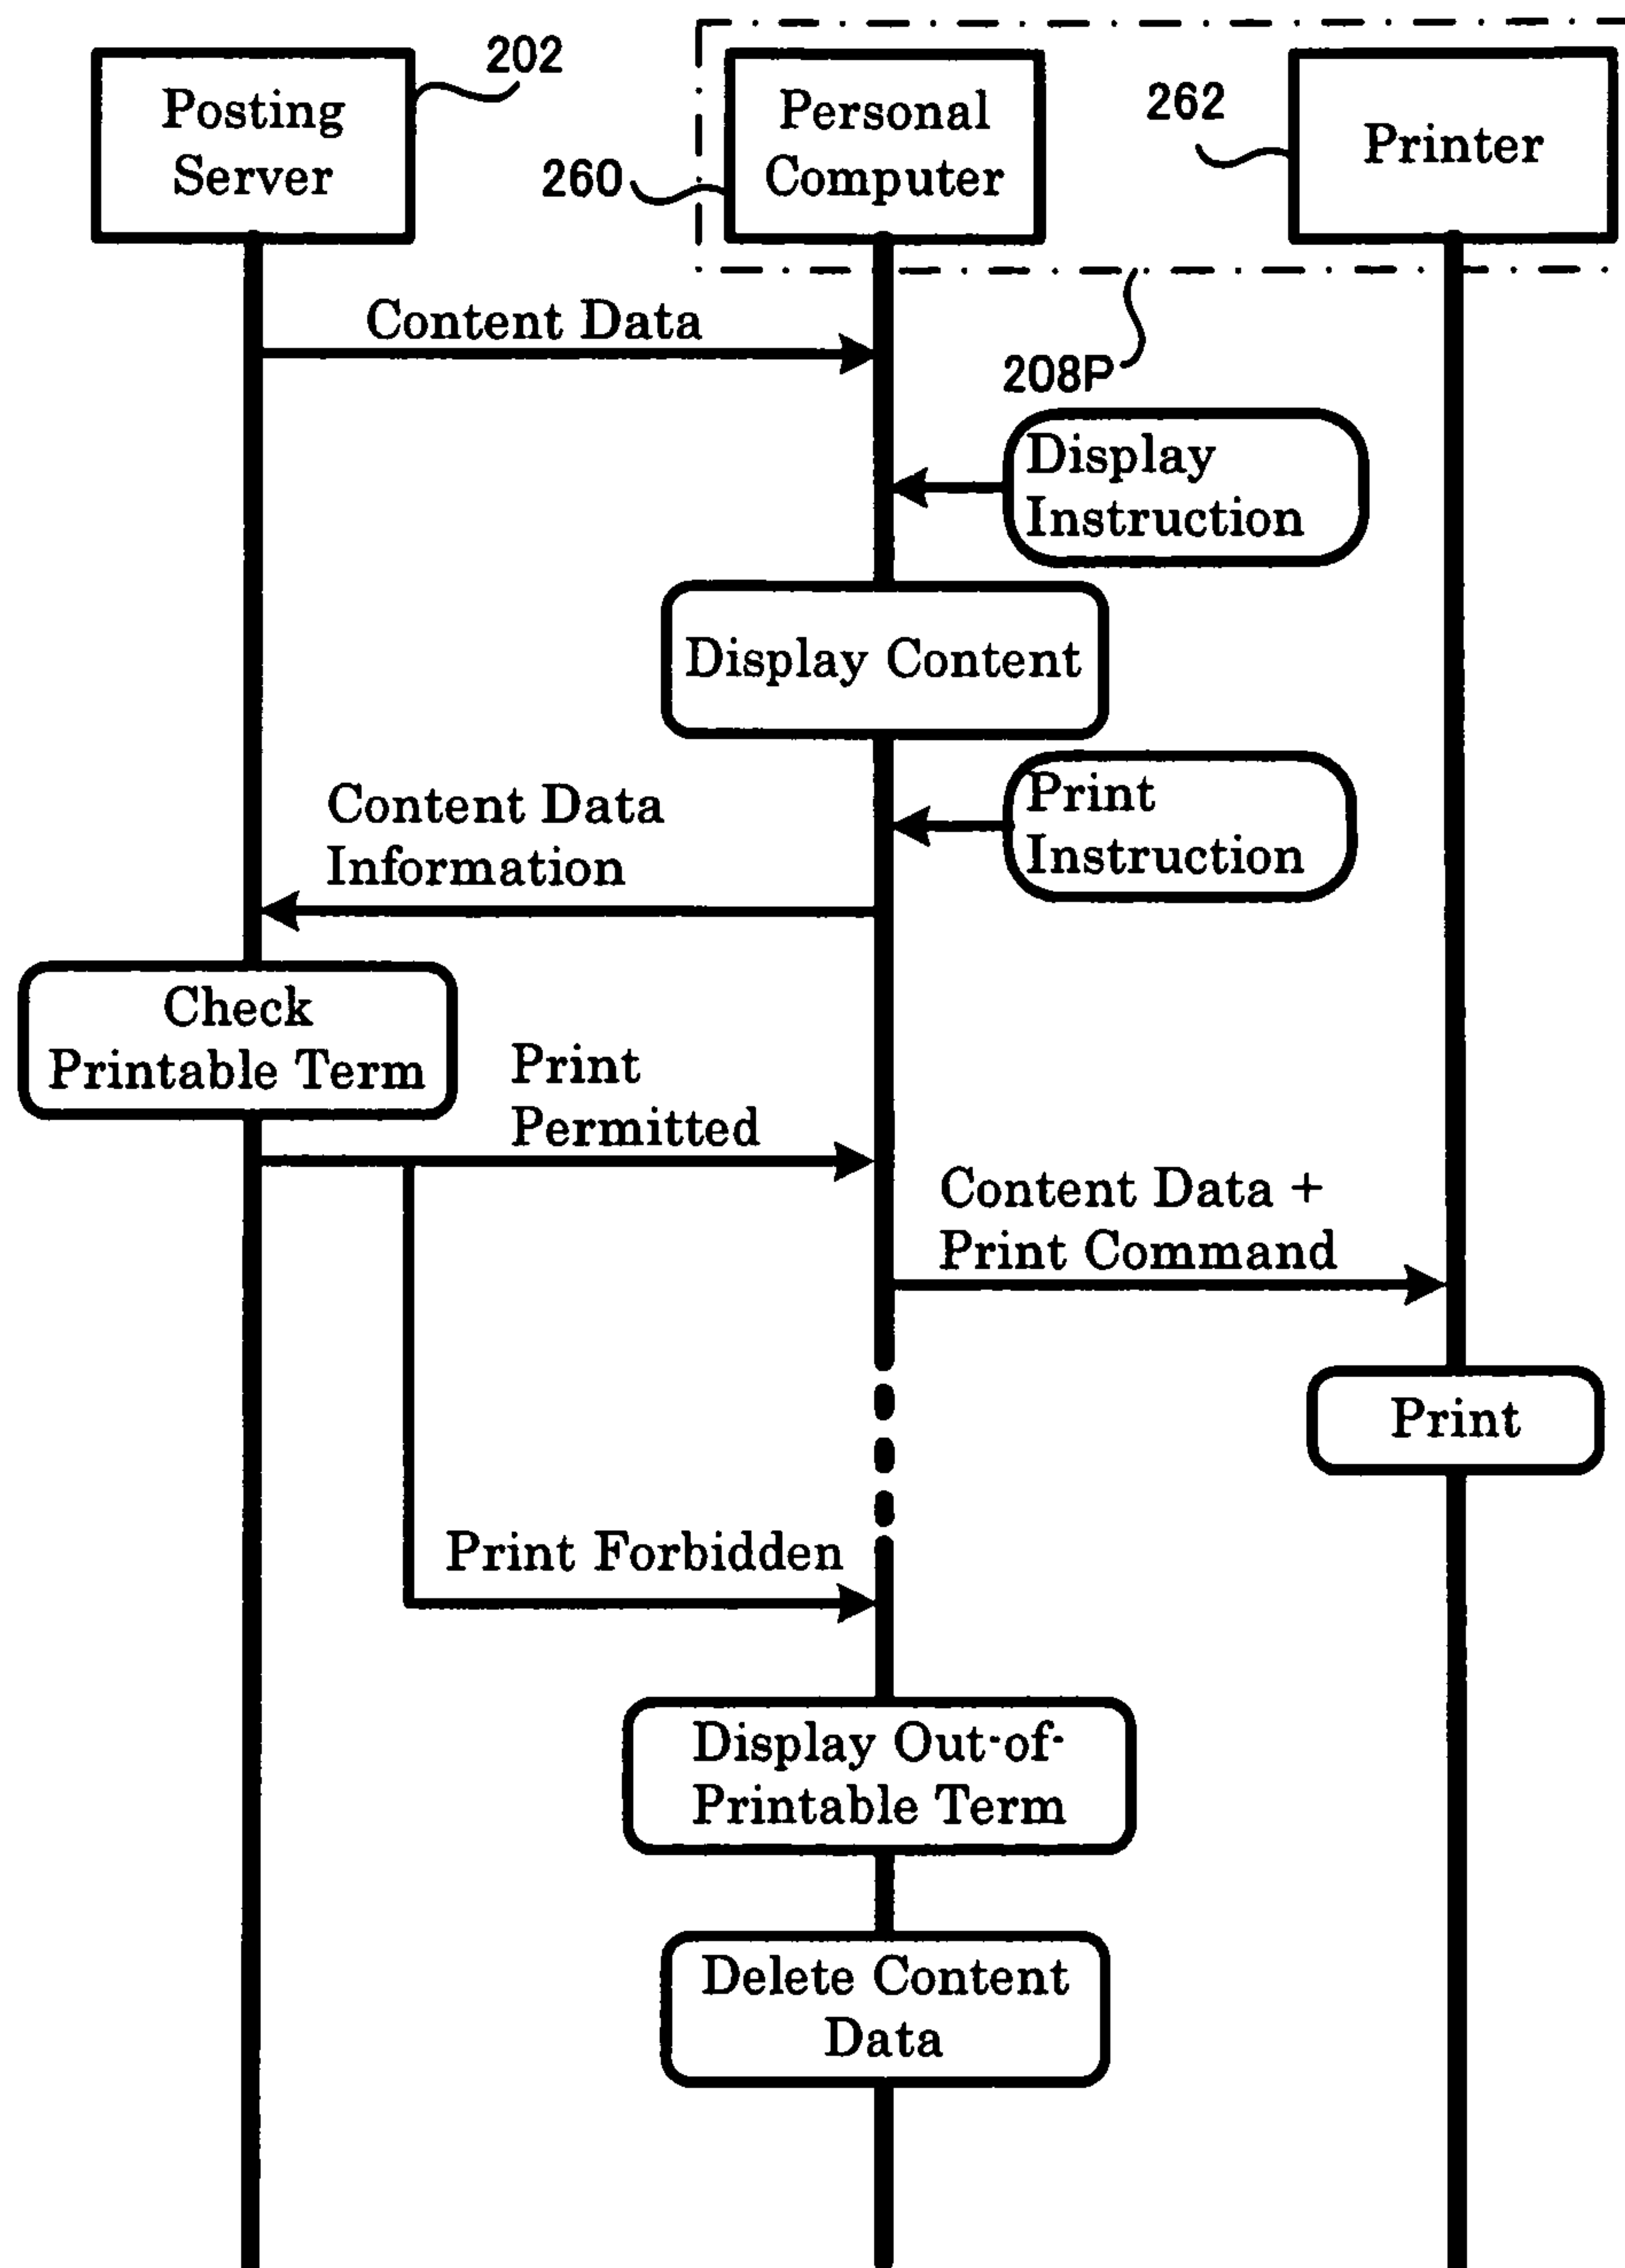 202
Posting
Server
Personal
Computer
260
262
Printer
Content Data
208P
Display
Instruction
Display Content
Print
Instruction
Content Data
Information
Check
Printable Term
Print
Permitted
Content Data +
Print Command
Print
Print Forbidden
Display Out-of-
Printable Term
Delete Content
Data